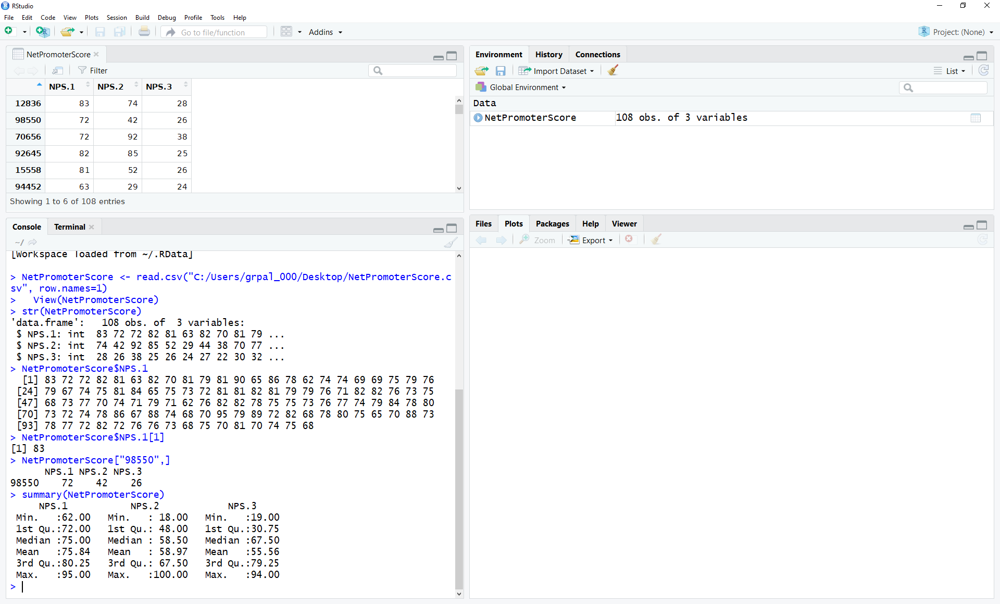 RStudio
File Edit Code View Plots Session Build Debug Profile Tools Help
Go to file/function Addins Project: (None)
NetPromoterScore
Filter
NPS.1 NPS.2 NPS.3
12836 83 74 28
98550 72 42 26
70656 72 92 38
92645 82 85 25
15558 81 52 26
94452 63 29 24
Showing 1 to 6 of 108 entries
Environment History Connections
Import Dataset List
Global Environment
Data
NetPromoterScore 108 obs. of 3 variables
Console Terminal
~/
[Workspace loaded from ~/.RData]
> NetPromoterScore <- read.csv("C:/Users/grpal_000/Desktop/NetPromoterScore.c
sv", row.names=1)
>   View(NetPromoterScore)
> str(NetPromoterScore)
'data.frame':   108 obs. of  3 variables:
 $ NPS.1: int  83 72 72 82 81 63 82 70 81 79 ...
 $ NPS.2: int  74 42 92 85 52 29 44 38 70 77 ...
 $ NPS.3: int  28 26 38 25 26 24 27 22 30 32 ...
> NetPromoterScore$NPS.1
  [1] 83 72 72 82 81 63 82 70 81 79 81 90 65 86 78 62 74 74 69 69 75 79 76
 [24] 79 67 74 75 81 84 65 75 73 72 81 81 82 81 79 79 76 71 82 82 76 73 75
 [47] 68 73 77 70 74 71 79 71 62 76 82 82 78 75 75 73 76 77 74 79 84 78 80
 [70] 73 72 74 78 86 67 88 74 68 70 95 79 89 72 82 68 78 80 75 65 70 88 73
 [93] 78 77 72 82 72 76 76 73 68 75 70 81 70 74 75 68
> NetPromoterScore$NPS.1[1]
[1] 83
> NetPromoterScore["98550",]
      NPS.1 NPS.2 NPS.3
98550    72    42    26
> summary(NetPromoterScore)
     NPS.1           NPS.2            NPS.3
 Min.   :62.00   Min.   : 18.00   Min.   :19.00
 1st Qu.:72.00   1st Qu.: 48.00   1st Qu.:30.75
 Median :75.00   Median : 58.50   Median :67.50
 Mean   :75.84   Mean   : 58.97   Mean   :55.56
 3rd Qu.:80.25   3rd Qu.: 67.50   3rd Qu.:79.25
 Max.   :95.00   Max.   :100.00   Max.   :94.00
>
Files Plots Packages Help Viewer
Zoom Export